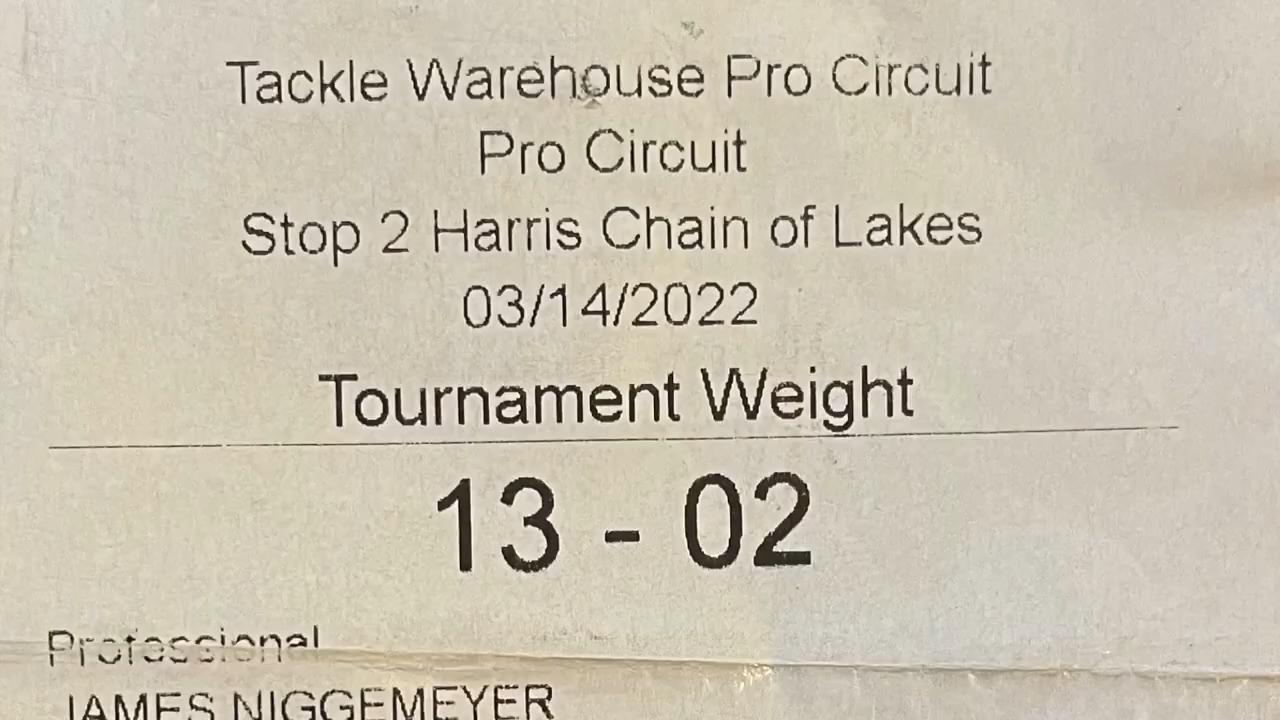 Tackle Warehouse Pro Circuit
Pro Circuit
Stop 2 Harris Chain of Lakes
03/14/2022
Tournament Weight
13 - 02
Professional
JAMES NIGGEMEYER